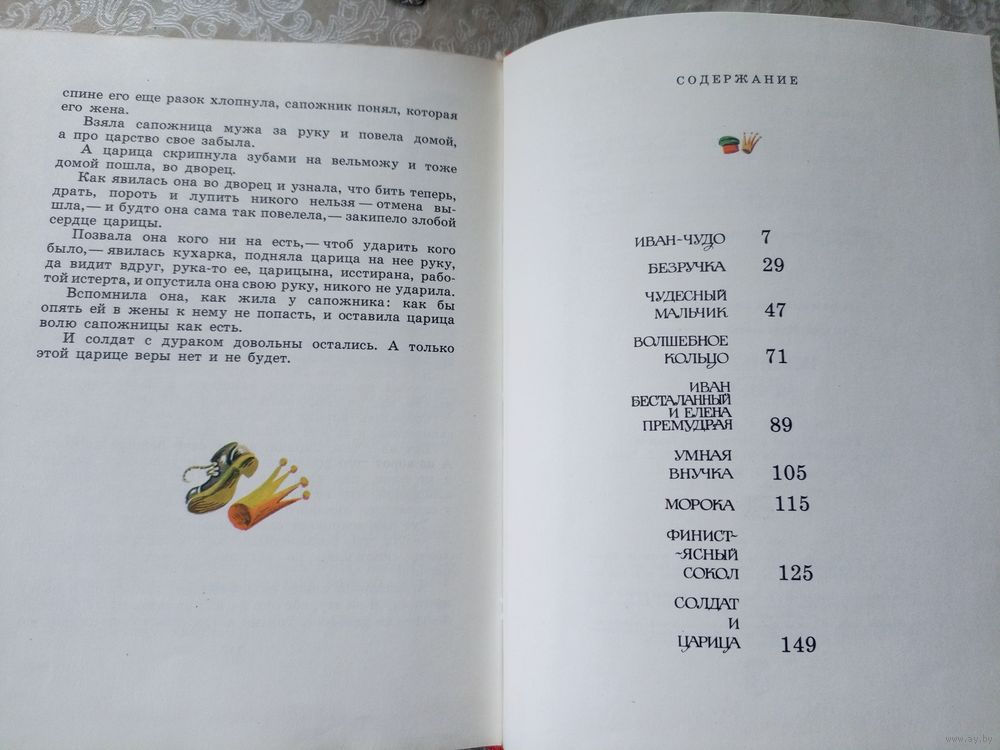 спине его еще разок хлопнула, сапожник понял, которая
его жена.
Взяла сапожница мужа за руку и повела домой,
а про царство свое забыла.
А царица скрипнула зубами на вельможу и тоже
домой пошла, во дворец.
Как явилась она во дворец и узнала, что бить теперь,
драть, пороть и лупить никого нельзя — отмена вы-
шла,— и будто она сама так повелела,— закипело злобой
сердце царицы.
Позвала она кого ни на есть,— чтоб ударить кого
было,— явилась кухарка, подняла царица на нее руку,
да видит вдруг, рука-то ее, царицына, исстирана, рабо-
той истерта, и опустила она свою руку, никого не ударила.
Вспомнила она, как жила у сапожника: как бы
опять ей в жены к нему не попасть, и оставила царица
волю сапожницы как есть.
И солдат с дураком довольны остались. А только
этой царице веры нет и не будет.
СОДЕРЖАНИЕ
ИВАН-ЧУДО 7
БЕЗРУЧКА 29
ЧУДЕСНЫЙ
МАЛЬЧИК 47
ВОЛШЕБНОЕ
КОЛЬЦО 71
ИВАН
БЕСТАЛАННЫЙ
И ЕЛЕНА
ПРЕМУДРАЯ 89
УМНАЯ
ВНУЧКА 105
МОРОКА 115
ФИНИСТ-
-ЯСНЫЙ
СОКОЛ 125
СОЛДАТ
И
ЦАРИЦА 149
www.ay.by